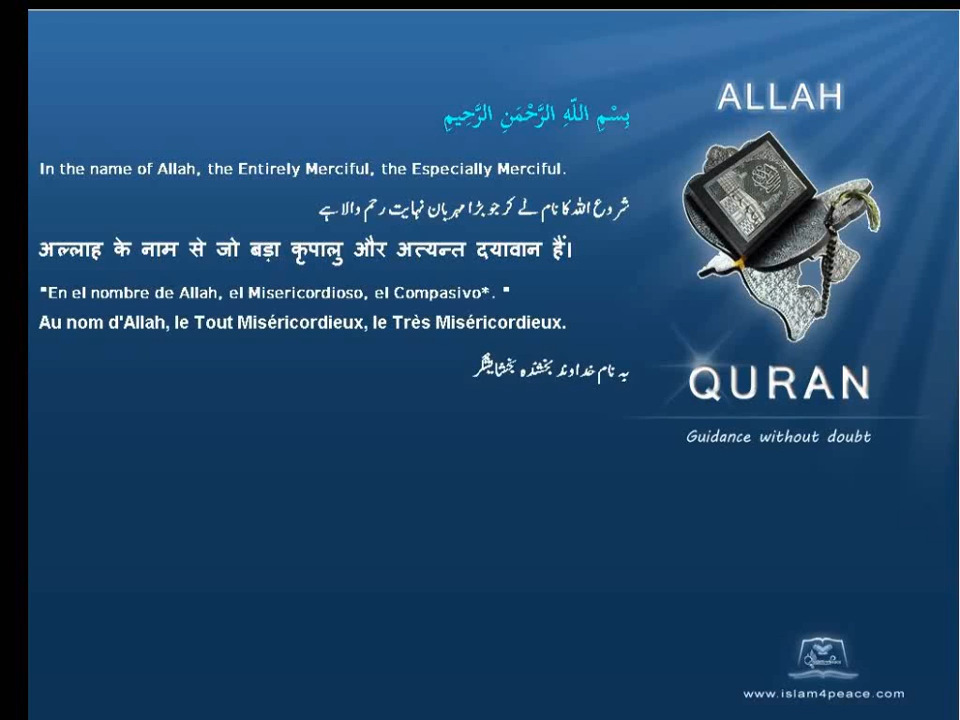 بِسْمِ اللّهِ الرَّحْمَنِ الرَّحِيمِ
In the name of Allah, the Entirely Merciful, the Especially Merciful.
شروع اللہ کا نام لے کر جو بڑا مہربان نہایت رحم والا ہے
अल्लाह के नाम से जो बड़ा कृपालु और अत्यन्त दयावान हैं।
"En el nombre de Allah, el Misericordioso, el Compasivo*. "
Au nom d'Allah, le Tout Miséricordieux, le Très Miséricordieux.
به نام خداوند بخشنده بخشایشگر
ALLAH
QURAN
Guidance without doubt
www.islam4peace.com